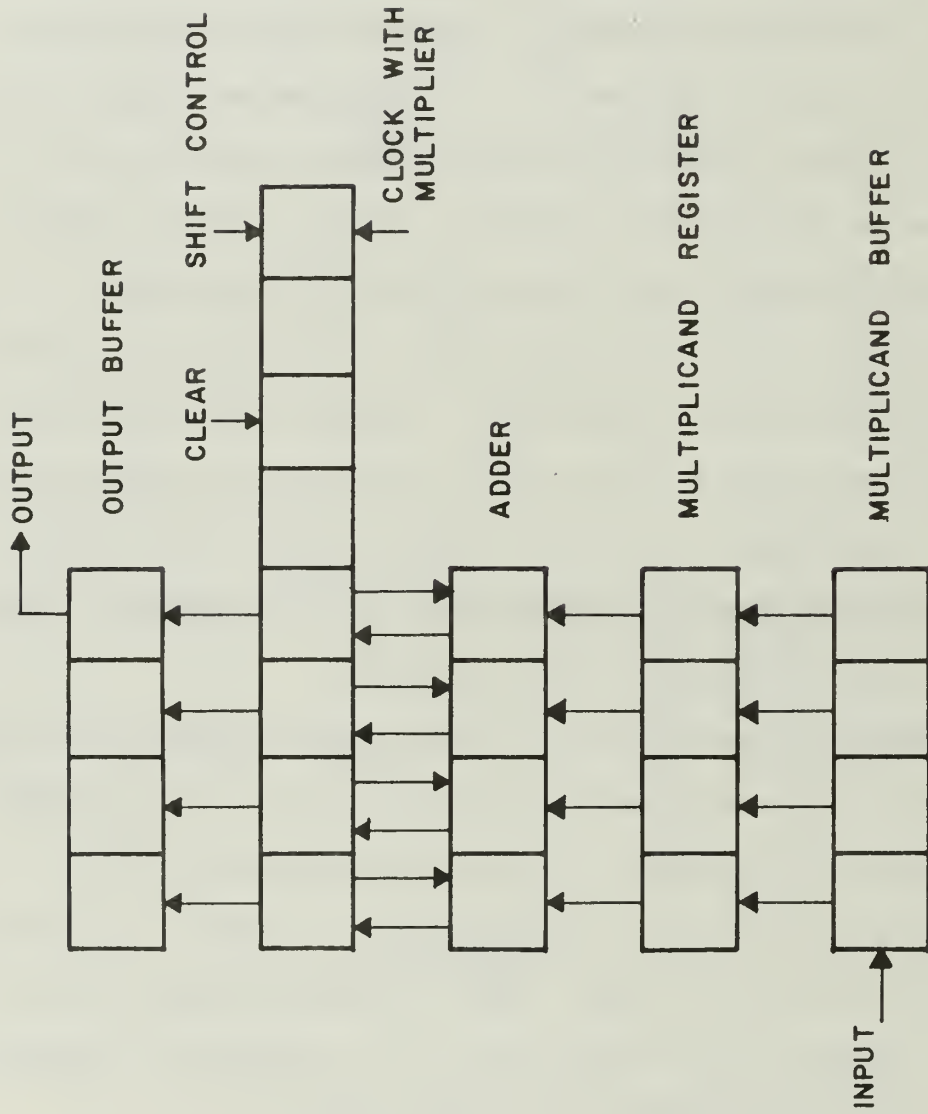 OUTPUT
OUTPUT BUFFER
CLEAR
SHIFT CONTROL
CLOCK WITH
MULTIPLIER
ADDER
MULTIPLICAND REGISTER
MULTIPLICAND BUFFER
INPUT